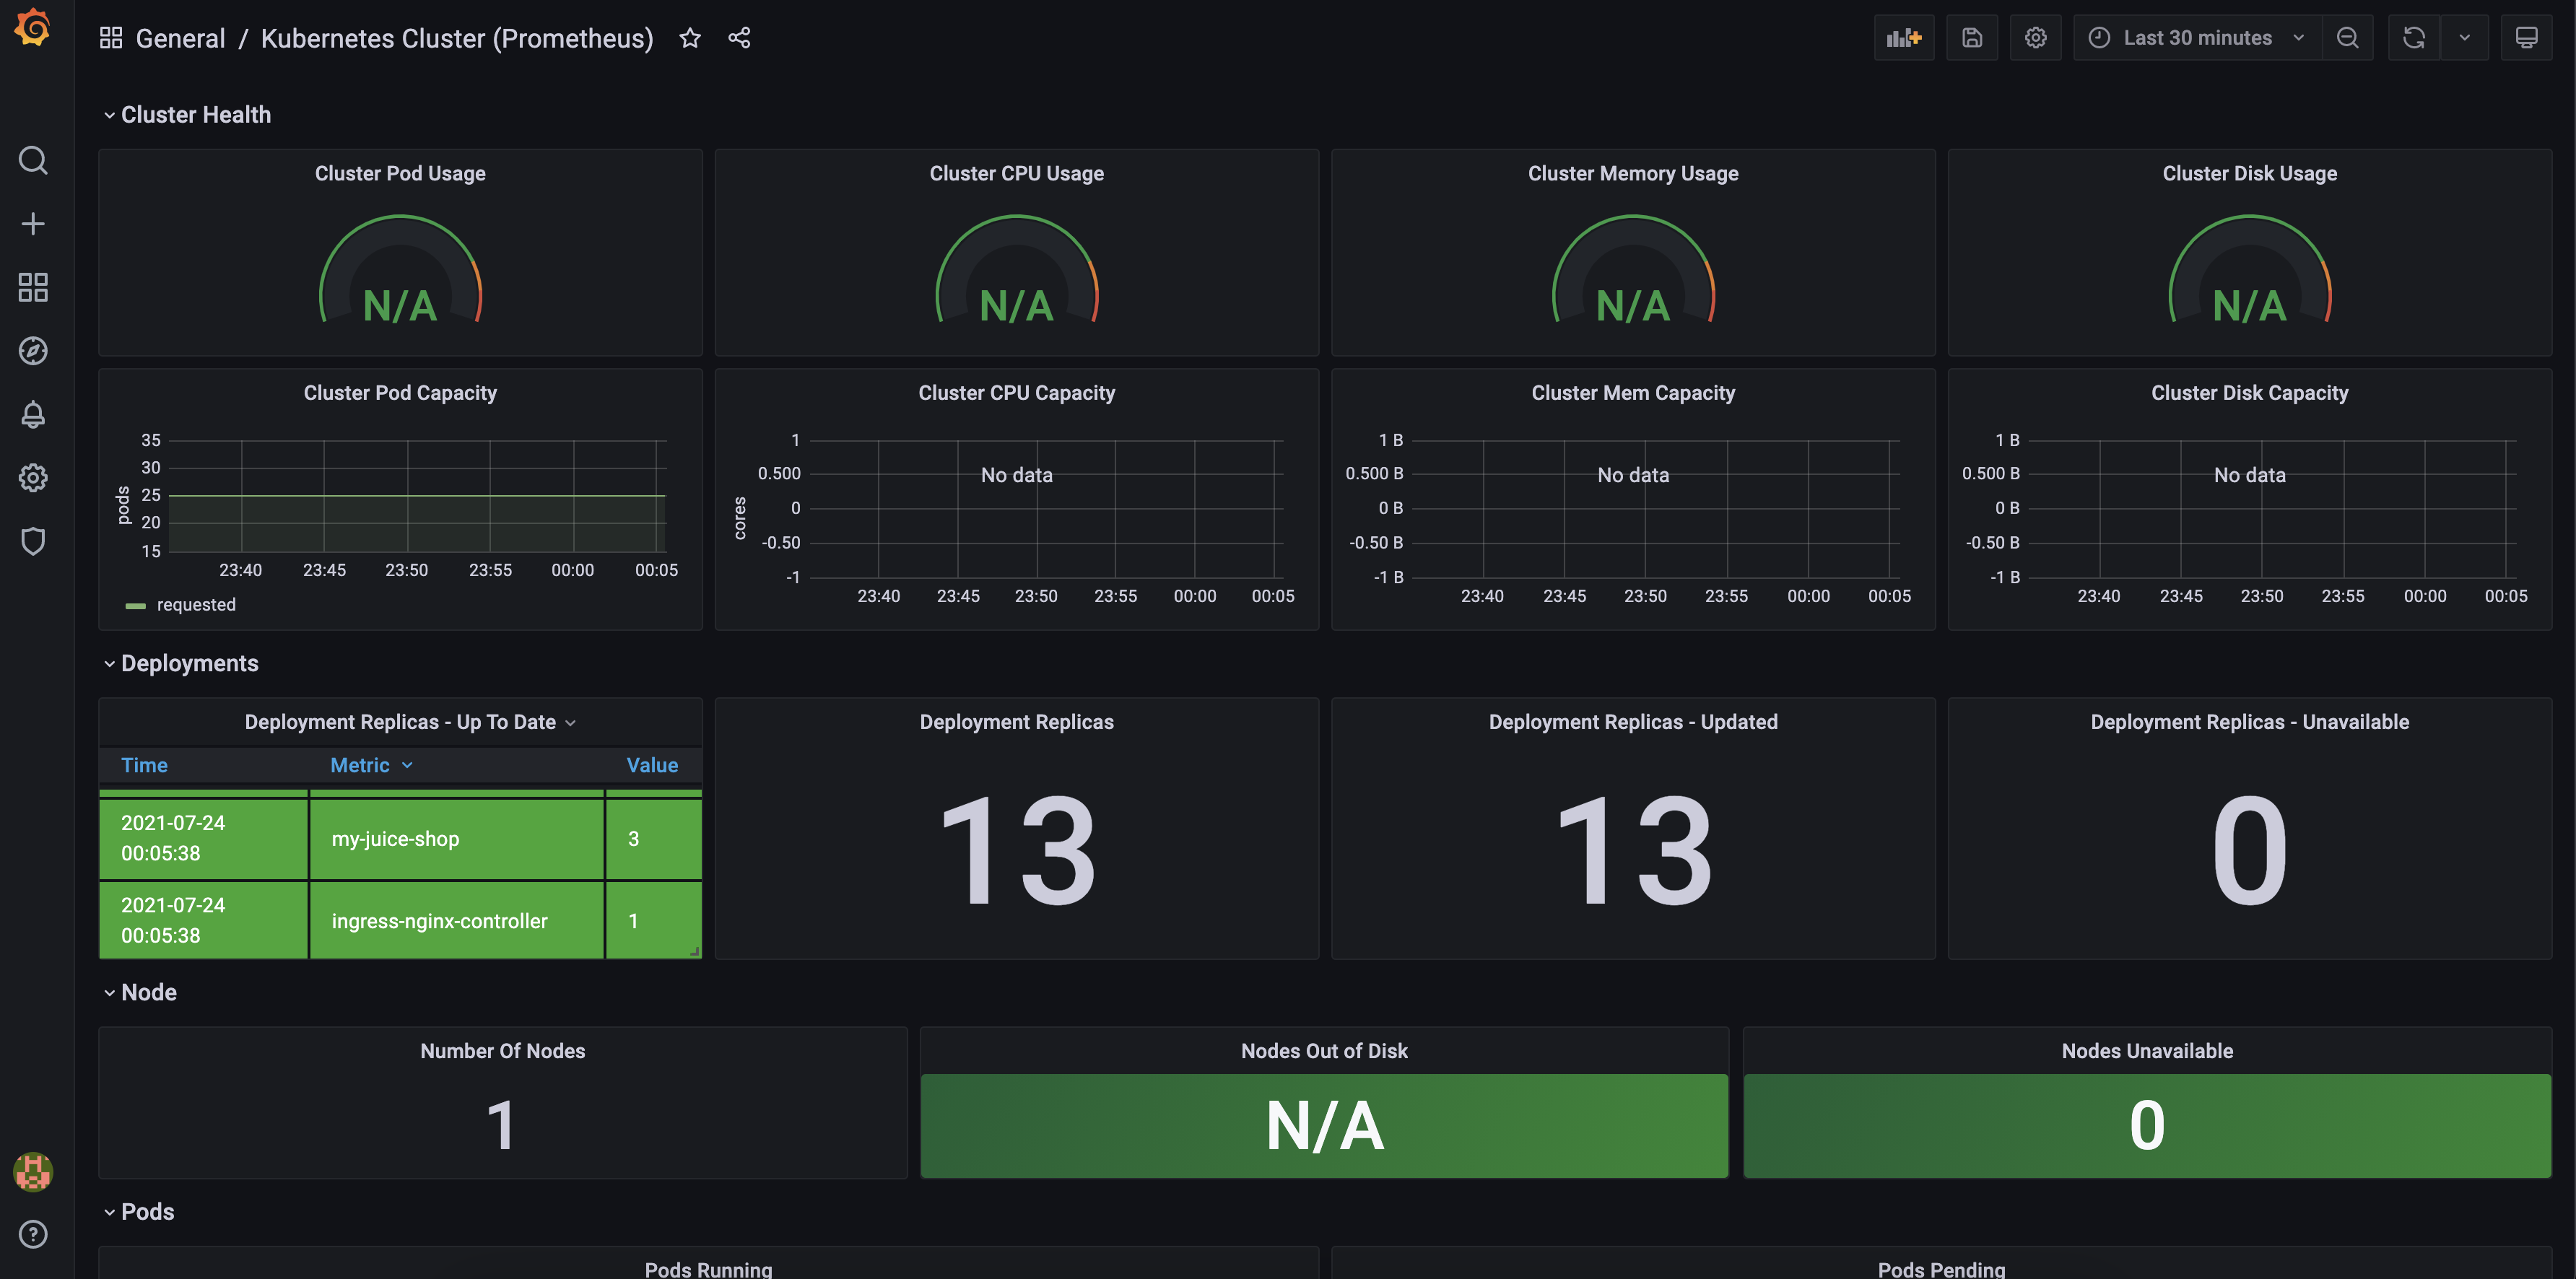 General / Kubernetes Cluster (Prometheus)
Last 30 minutes
Cluster Health
Cluster Pod Usage
N/A
Cluster CPU Usage
N/A
Cluster Memory Usage
N/A
Cluster Disk Usage
N/A
Cluster Pod Capacity
pods
35
30
25
20
15
23:40 23:45 23:50 23:55 00:00 00:05
requested
Cluster CPU Capacity
cores
1
0.500
0
-0.50
-1
No data
23:40 23:45 23:50 23:55 00:00 00:05
Cluster Mem Capacity
1 B
0.500 B
0 B
-0.50 B
-1 B
No data
23:40 23:45 23:50 23:55 00:00 00:05
Cluster Disk Capacity
1 B
0.500 B
0 B
-0.50 B
-1 B
No data
23:40 23:45 23:50 23:55 00:00 00:05
Deployments
Deployment Replicas - Up To Date
Time Metric Value
2021-07-24
00:05:38
my-juice-shop
3
2021-07-24
00:05:38
ingress-nginx-controller
1
Deployment Replicas
13
Deployment Replicas - Updated
13
Deployment Replicas - Unavailable
0
Node
Number Of Nodes
1
Nodes Out of Disk
N/A
Nodes Unavailable
0
Pods
Pods Running
Pods Pending